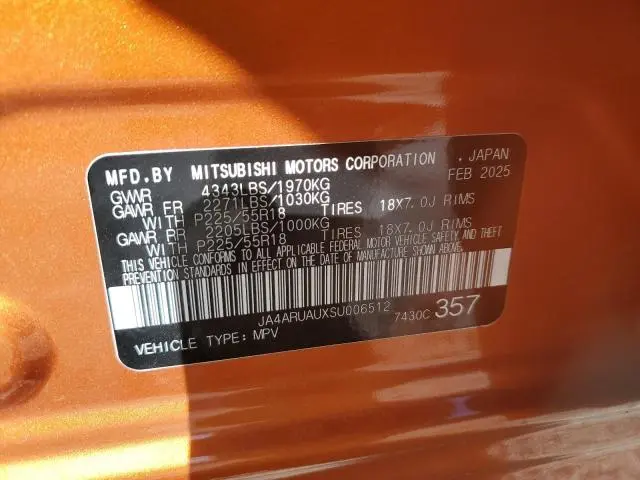 MFD.BY MITSUBISHI MOTORS CORPORATION , JAPAN
GVWR 4343LBS/1970KG FEB 2025
GAWR FR 2271LBS/1030KG
WITH P225/55R18 TIRES 18X7.0J RIMS
GAWR RR 2205LBS/1000KG
WITH P225/55R18 TIRES 18X7.0J RIMS
THIS VEHICLE CONFORMS TO ALL APPLICABLE FEDERAL MOTOR VEHICLE SAFETY AND THEFT
PREVENTION STANDARDS IN EFFECT ON THE DATE OF MANUFACTURE SHOWN ABOVE.
JA4ARUAUXSU006512 7430C 357
VEHICLE TYPE: MPV